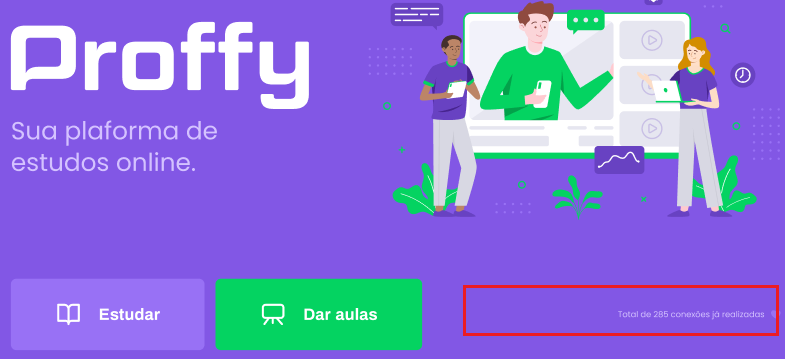 Proffy
Sua plaforma de
estudos online.
Estudar
Dar aulas
Total de 285 conexões já realizadas